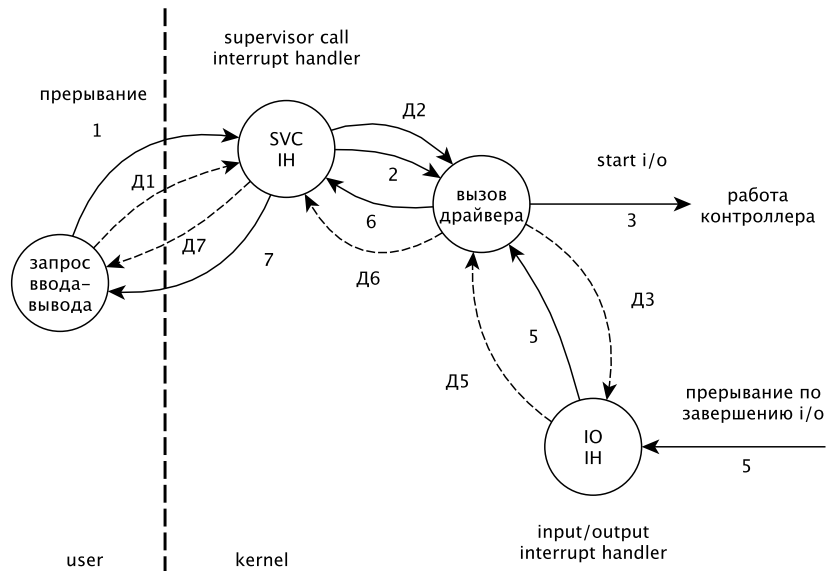 supervisor call
interrupt handler
прерывание
1
SVC
IH
Д2
2
start i/o
вызов
драйвера
3
работа
контроллера
Д1
6
Д7
7
Д6
запрос
ввода-
вывода
Д3
5
Д5
прерывание по
завершению i/o
5
IO
IH
input/output
interrupt handler
user
kernel